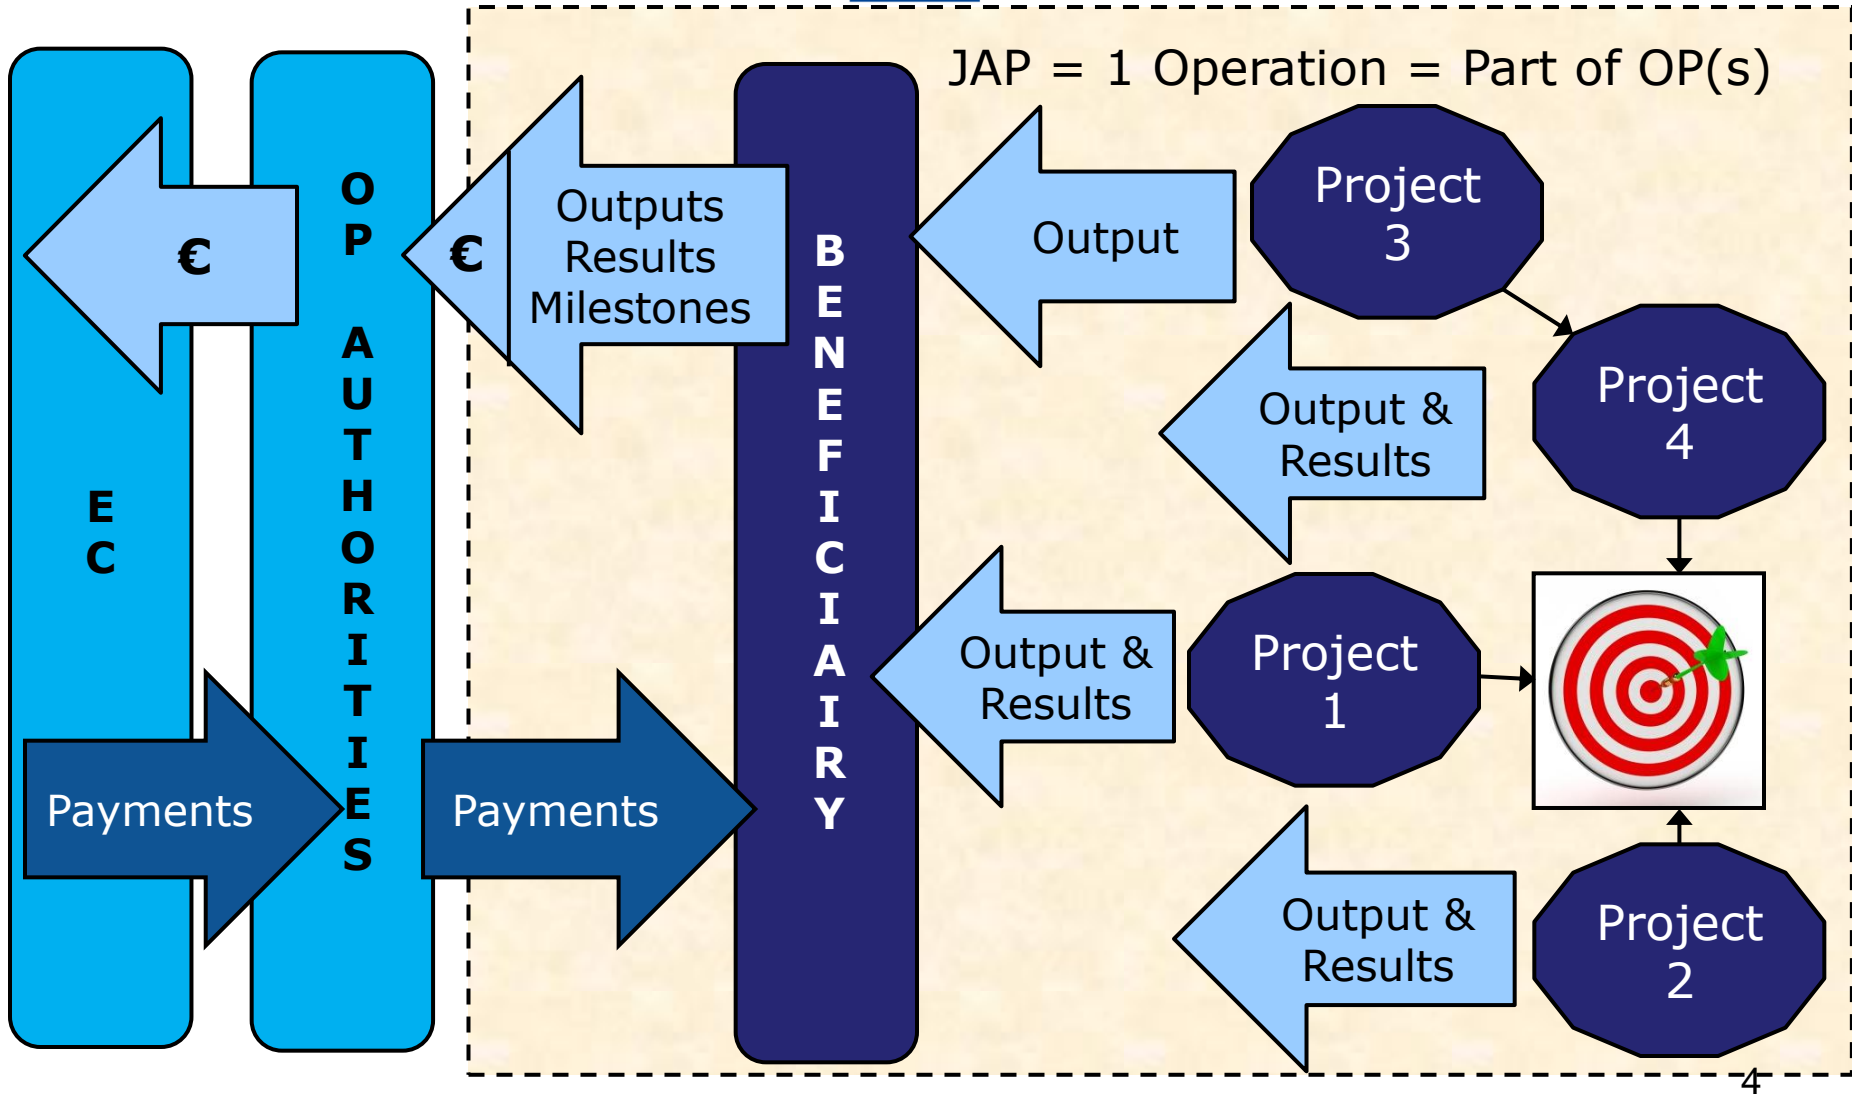 JAP = 1 Operation = Part of OP(s)
EC
OP AUTHORITIES
BENEFICIAIRY
€
€
Outputs
Results
Milestones
Output
Project
3
Output &
Results
Project
4
Output &
Results
Project
1
Payments
Payments
Output &
Results
Project
2
4